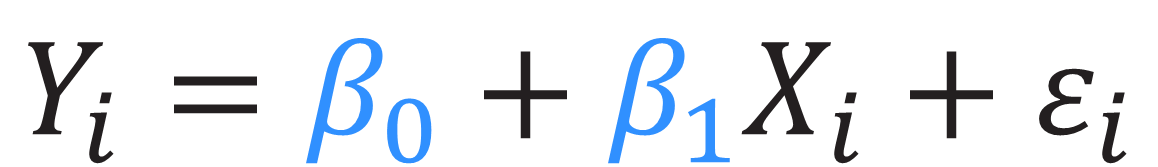 Yᵢ = β₀ + β₁Xᵢ + εᵢ